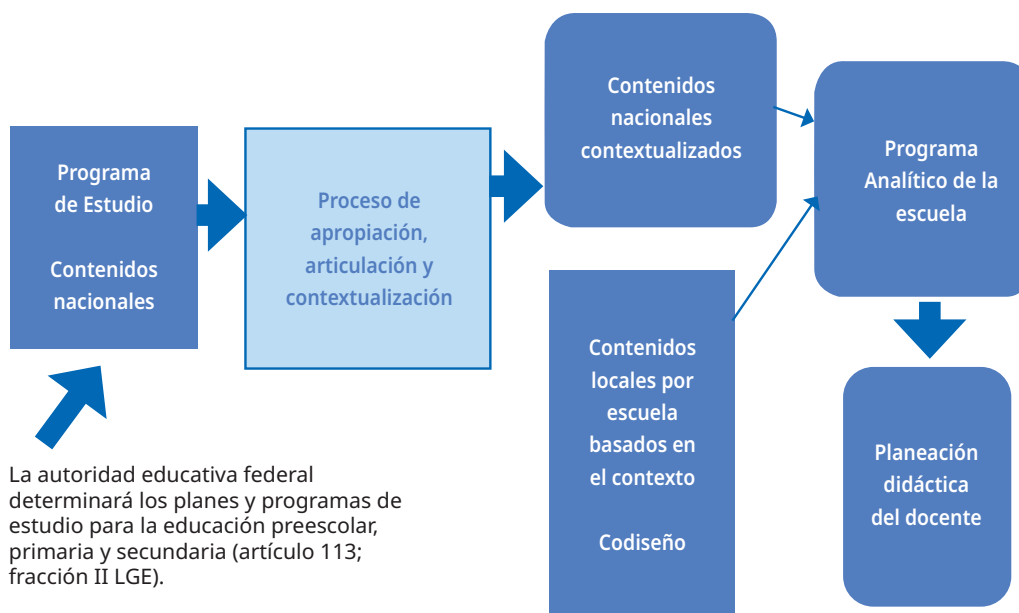 Programa
de Estudio
Contenidos
nacionales
Proceso de
apropiación,
articulación y
contextualización
Contenidos
nacionales
contextualizados
Programa
Analítico de la
escuela
Contenidos
locales por
escuela
basados en
el contexto
Codiseño
Planeación
didáctica
del docente
La autoridad educativa federal
determinará los planes y programas de
estudio para la educación preescolar,
primaria y secundaria (artículo 113;
fracción II LGE).